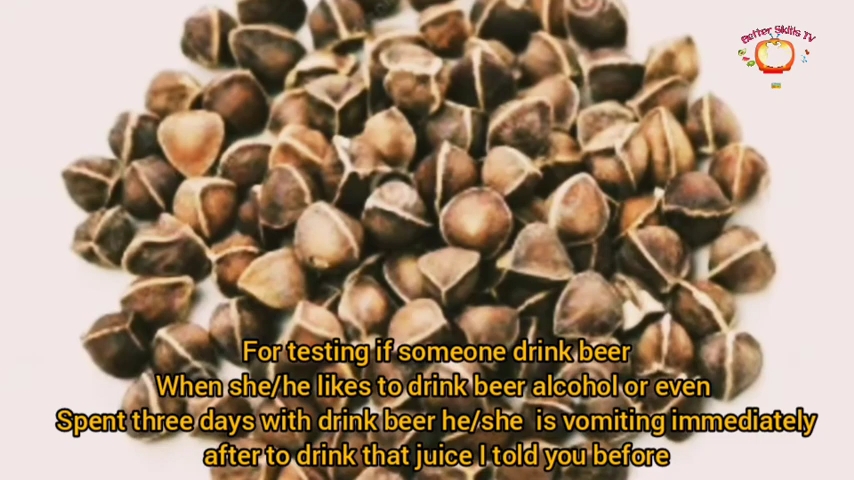 Better Skills TV
For testing if someone drink beer
When she/he likes to drink beer alcohol or even
Spent three days with drink beer he/she is vomiting immediately
after to drink that juice I told you before